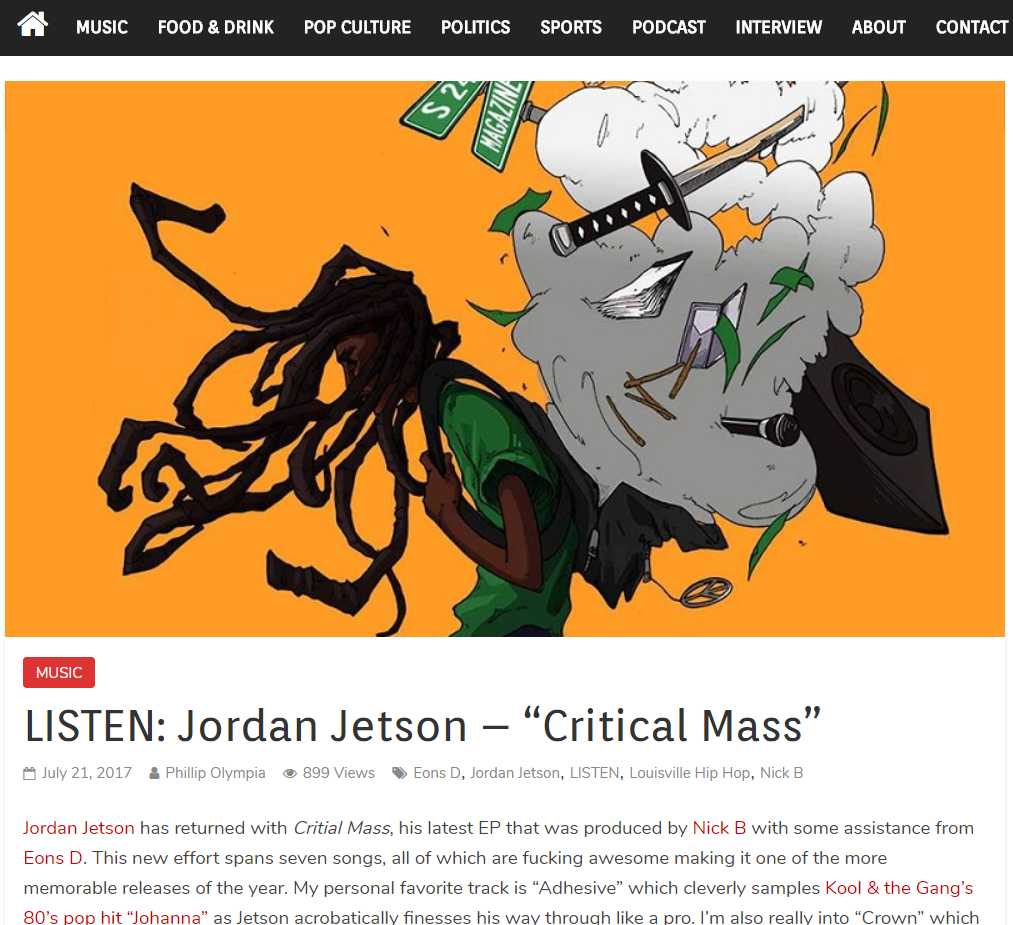 MUSIC FOOD & DRINK POP CULTURE POLITICS SPORTS PODCAST INTERVIEW ABOUT CONTACT
S 24
MAGAZINE
MUSIC
LISTEN: Jordan Jetson – “Critical Mass”
July 21, 2017 Phillip Olympia 899 Views Eons D, Jordan Jetson, LISTEN, Louisville Hip Hop, Nick B
Jordan Jetson has returned with Critial Mass, his latest EP that was produced by Nick B with some assistance from
Eons D. This new effort spans seven songs, all of which are fucking awesome making it one of the more
memorable releases of the year. My personal favorite track is “Adhesive” which cleverly samples Kool & the Gang’s
80’s pop hit “Johanna” as Jetson acrobatically finesses his way through like a pro. I’m also really into “Crown” which